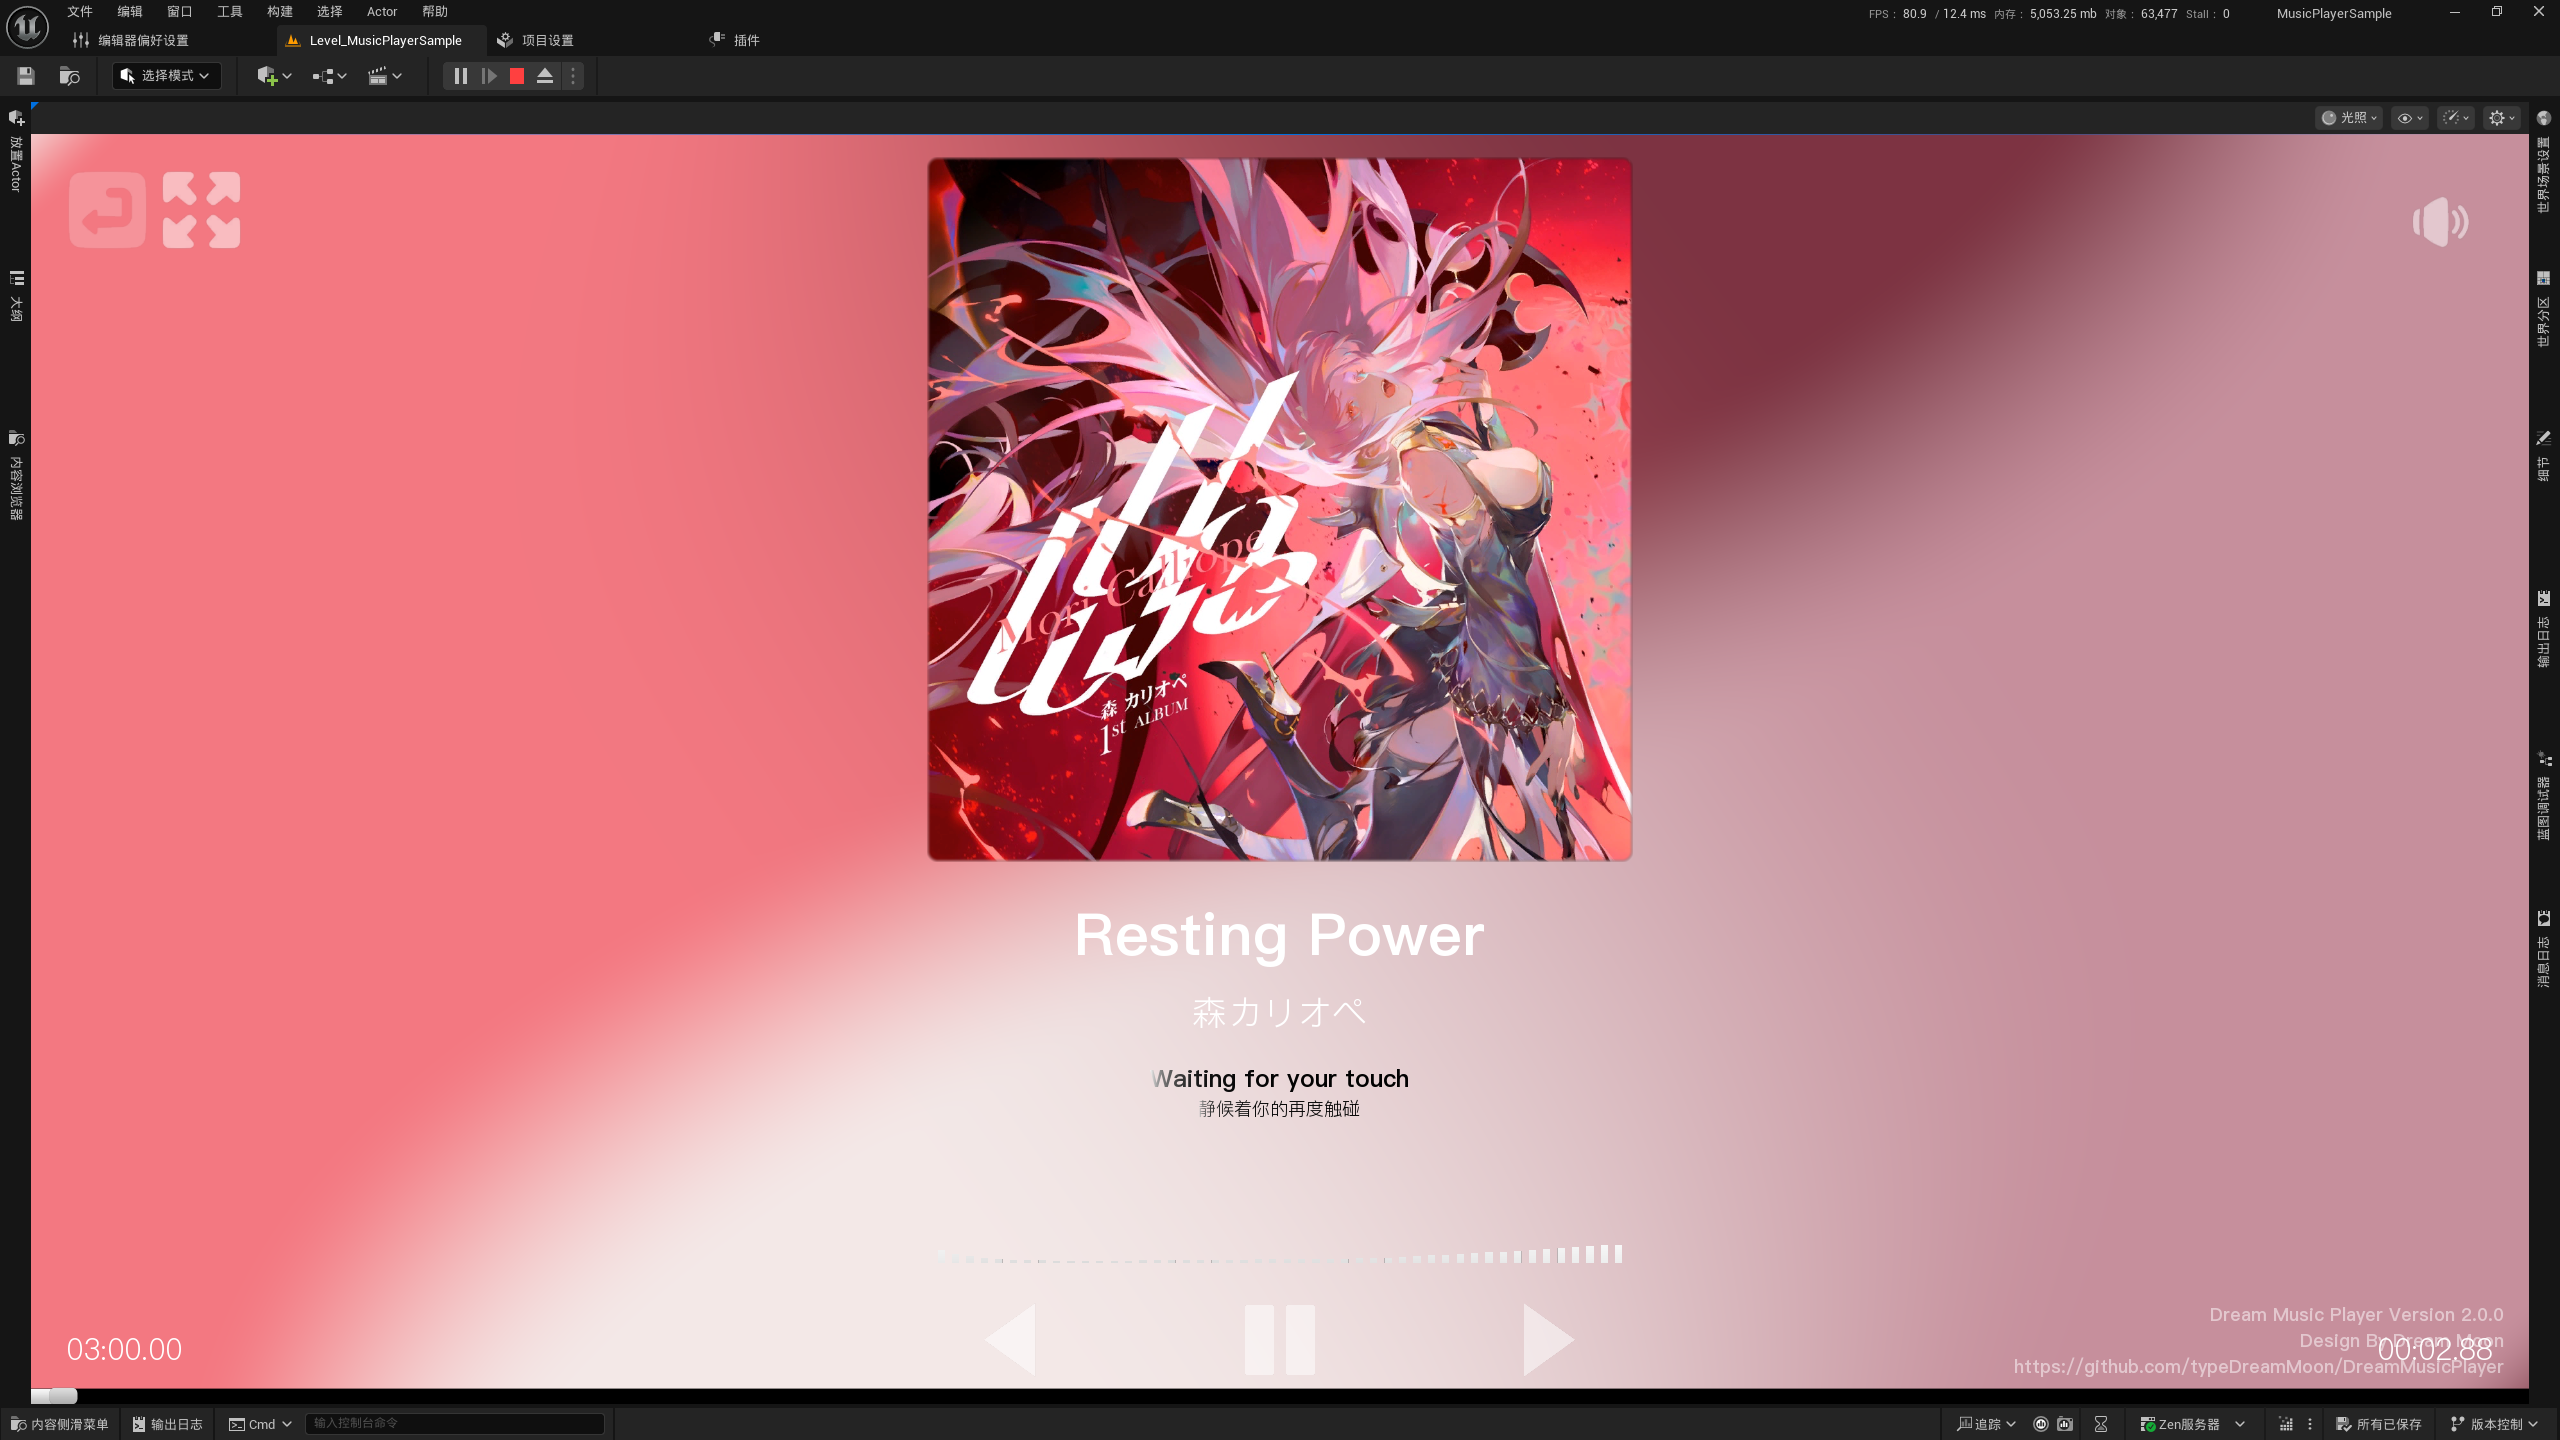 文件 编辑 窗口 工具 构建 选择 Actor 帮助
FPS： 80.9 / 12.4 ms 内存： 5,053.25 mb 对象： 63,477 Stall： 0
MusicPlayerSample
编辑器偏好设置
Level_MusicPlayerSample
项目设置
插件
选择模式
光照
放置Actor
大纲
内容浏览器
世界场景设置
世界分区
细节
输出日志
蓝图调试器
消息日志
Mori Calliope
森 カリオペ
1st ALBUM
Resting Power
森カリオペ
Waiting for your touch
静候着你的再度触碰
Dream Music Player Version 2.0.0
Design By Dream Moon
https://github.com/typeDreamMoon/DreamMusicPlayer
03:00.00
00:02.88
内容侧滑菜单
输出日志
Cmd
输入控制台命令
追踪
Zen服务器
所有已保存
版本控制